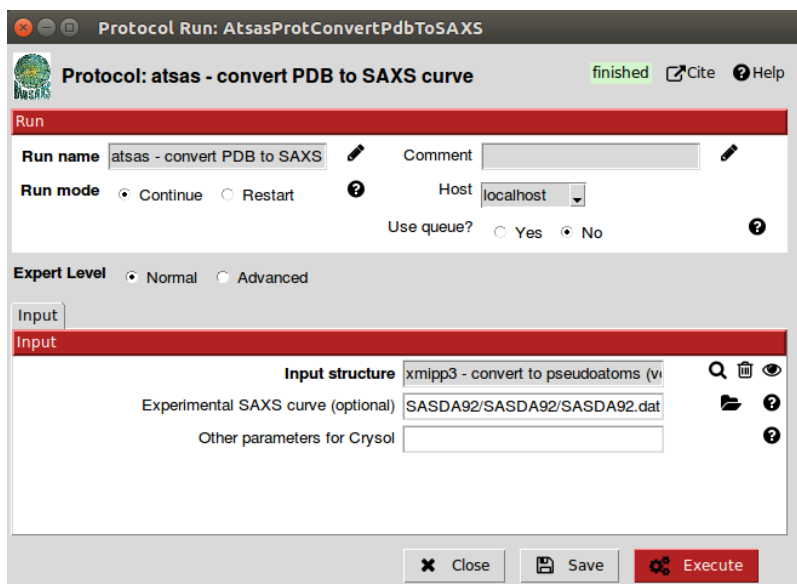 Protocol Run: AtsasProtConvertPdbToSAXS
Protocol: atsas - convert PDB to SAXS curve finished Cite Help
Run
Run name atsas - convert PDB to SAXS Comment
Run mode Continue Restart Host localhost
Use queue? Yes No
Expert Level Normal Advanced
Input
Input
Input structure xmipp3 - convert to pseudoatoms (v
Experimental SAXS curve (optional) SASDA92/SASDA92/SASDA92.dat
Other parameters for Crysol
Close Save Execute